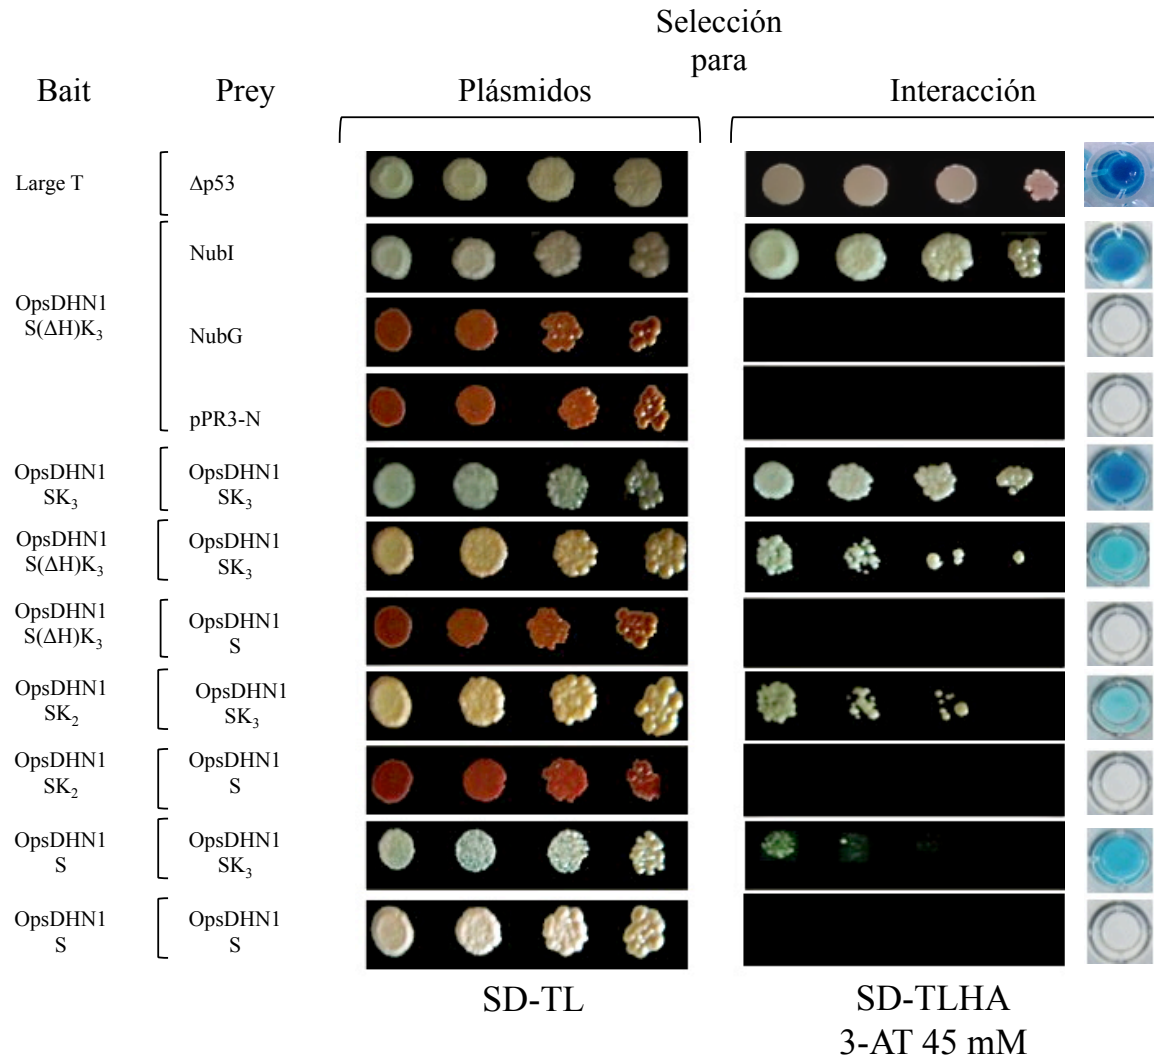 Selección
para
Bait Prey Plásmidos Interacción
Large T Δp53
NubI
OpsDHN1
S(ΔH)K₃
NubG
pPR3-N
OpsDHN1 OpsDHN1
SK₃ SK₃
OpsDHN1 OpsDHN1
S(ΔH)K₃ SK₃
OpsDHN1 OpsDHN1
S(ΔH)K₃ S
OpsDHN1 OpsDHN1
SK₂ SK₃
OpsDHN1 OpsDHN1
SK₂ S
OpsDHN1 OpsDHN1
S SK₃
OpsDHN1 OpsDHN1
S S
SD-TL SD-TLHA
3-AT 45 mM